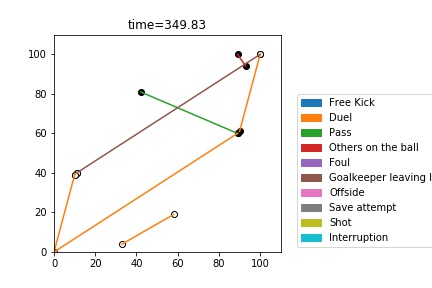 time=349.83
100
80
60
40
20
0
0
20
40
60
80
100
Free Kick
Duel
Pass
Others on the ball
Foul
Goalkeeper leaving l
Offside
Save attempt
Shot
Interruption